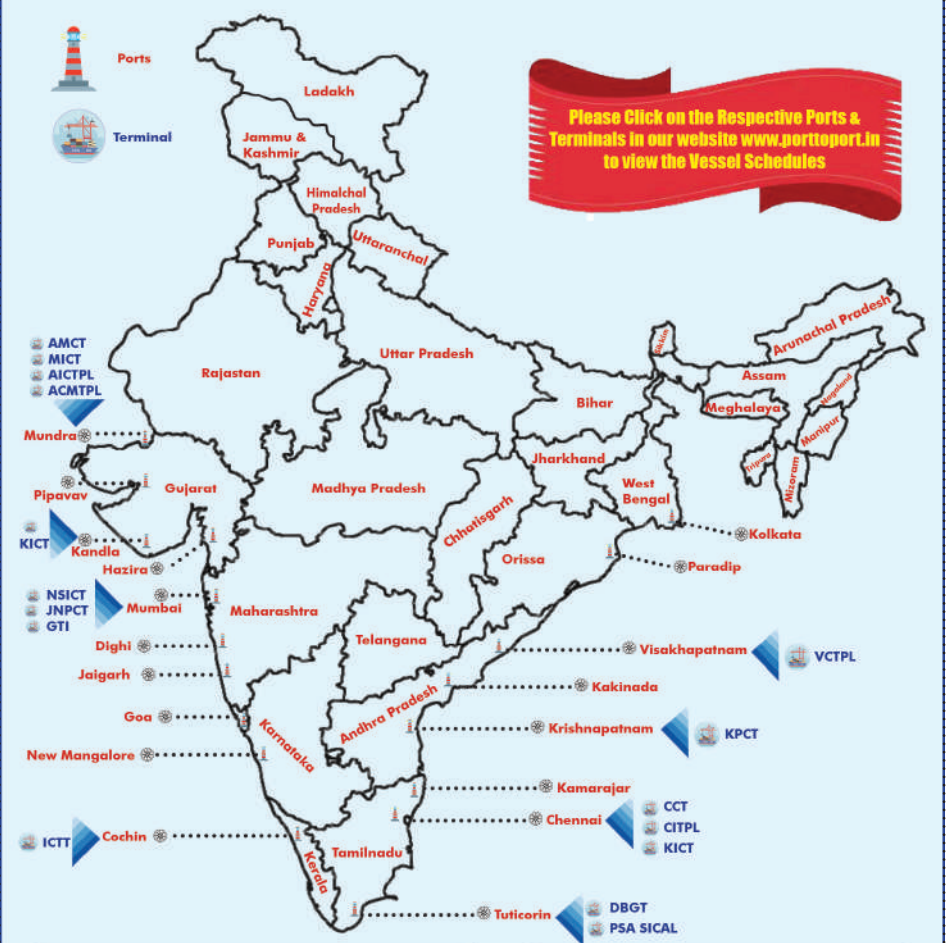 Ports
Terminal
Please Click on the Respective Ports &
Terminals in our website www.porttoport.in
to view the Vessel Schedules
Ladakh
Jammu &
Kashmir
Himalchal
Pradesh
Punjab
Uttaranchal
Haryana
Rajastan
Uttar Pradesh
Bihar
Sikkim
Arunachal Pradesh
Assam
Nagaland
Meghalaya
Manipur
Tripura
Mizoram
Jharkhand
West
Bengal
Gujarat
Madhya Pradesh
Chhatisgarh
Orissa
Maharashtra
Telangana
Andhra Pradesh
Karnataka
Kerala
Tamilnadu
AMCT
MICT
AICTPL
ACMTPL
Mundra
Pipavav
KICT
Kandla
Hazira
NSICT
JNPCT
GTI
Mumbai
Dighi
Jaigarh
Goa
New Mangalore
ICTT
Cochin
Kolkata
Paradip
Visakhapatnam
VCTPL
Kakinada
Krishnapatnam
KPCT
Kamarajar
Chennai
CCT
CITPL
KICT
Tuticorin
DBGT
PSA SICAL